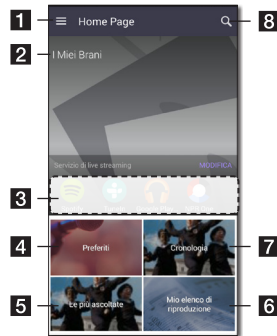 1
Home Page
8
2
I Miei Brani
Servizio di live streaming
MODIFICA
3
4
Preferiti
Cronologia
7
5
Le più ascoltate
Mio elenco di
riproduzione
6